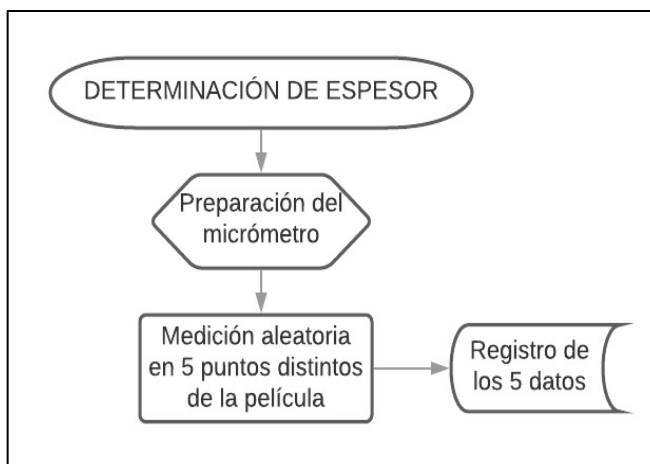 DETERMINACIÓN DE ESPESOR
Preparación del
micrómetro
Medición aleatoria
en 5 puntos distintos
de la película
Registro de
los 5 datos